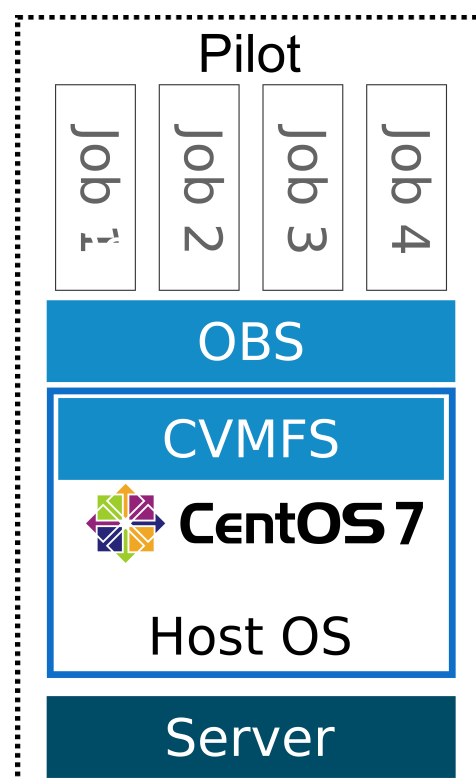 Pilot
Job 1
Job 2
Job 3
Job 4
OBS
CVMFS
CentOS 7
Host OS
Server